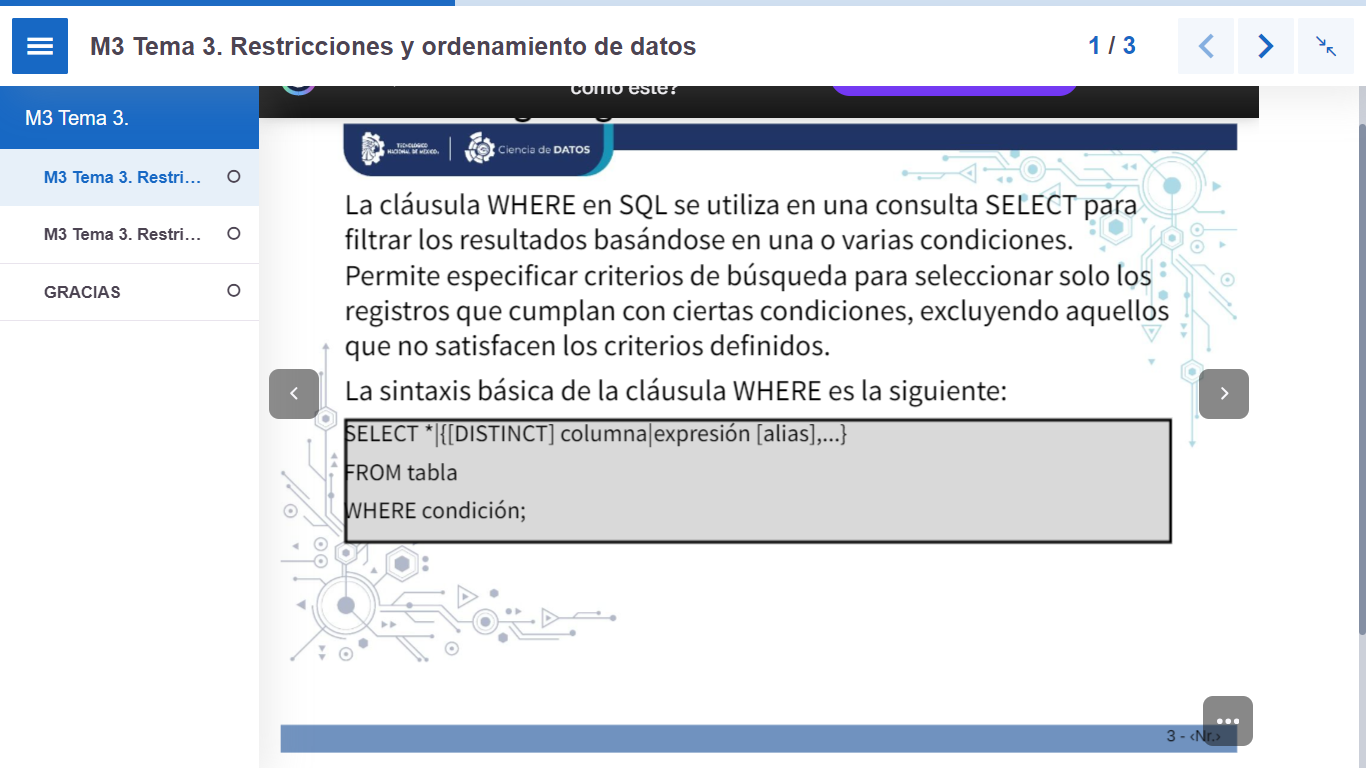 M3 Tema 3. Restricciones y ordenamiento de datos
1 / 3
M3 Tema 3.
M3 Tema 3. Restri...
M3 Tema 3. Restri...
GRACIAS
como este?
TECNOLÓGICO
NACIONAL DE MÉXICO®
Ciencia de DATOS
La cláusula WHERE en SQL se utiliza en una consulta SELECT para
filtrar los resultados basándose en una o varias condiciones.
Permite especificar criterios de búsqueda para seleccionar solo los
registros que cumplan con ciertas condiciones, excluyendo aquellos
que no satisfacen los criterios definidos.
La sintaxis básica de la cláusula WHERE es la siguiente:
SELECT *|{[DISTINCT] columna|expresión [alias],...}
FROM tabla
WHERE condición;
3 - ‹Nr.›